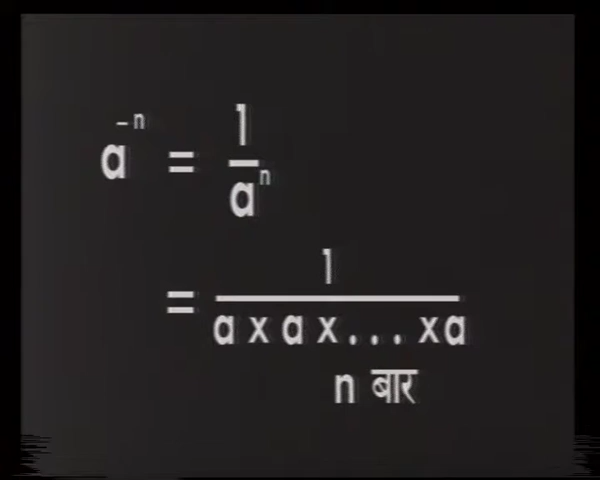 a⁻ⁿ = 1/aⁿ
= 1/(a x a x . . . x a)
n बार